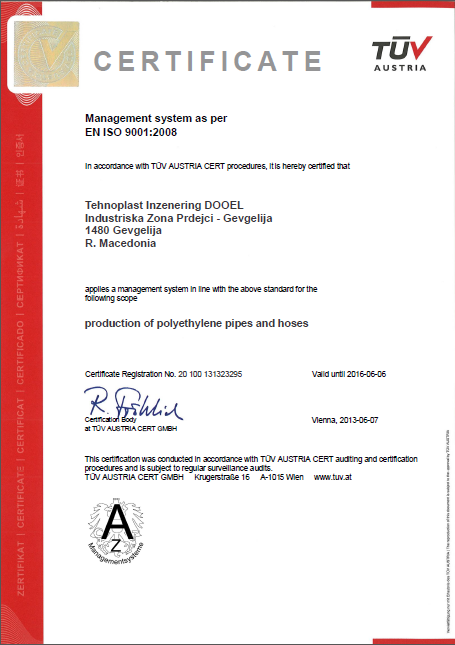 CERTIFICATE
TÜV
AUSTRIA
Management system as per
EN ISO 9001:2008
In accordance with TÜV AUSTRIA CERT procedures, it is hereby certified that
Tehnoplast Inzenering DOOEL
Industriska Zona Prdejci - Gevgelija
1480 Gevgelija
R. Macedonia
applies a management system in line with the above standard for the
following scope
production of polyethylene pipes and hoses
Certificate Registration No. 20 100 131323295 Valid until 2016-06-06
Certification Body
at TÜV AUSTRIA CERT GMBH
Vienna, 2013-06-07
This certification was conducted in accordance with TÜV AUSTRIA CERT auditing and certification
procedures and is subject to regular surveillance audits.
TÜV AUSTRIA CERT GMBH Krugerstraße 16 A-1015 Wien www.tuv.at
AZ
Managementsysteme
ZERTIFIKAT | CERTIFICATE | CERTIFICAT | CERTIFICADO | СЕРТИФИКАТ | شهادة | 证书 | 인증서